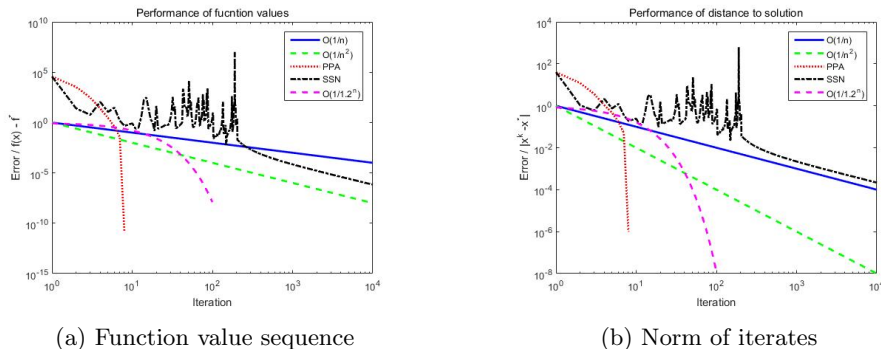 Performance of fucntion values
10^10
10^5
10^0
10^-5
10^-10
10^-15
Error / f(x) - f*
10^0
10^1
10^2
10^3
10^4
Iteration
O(1/n)
O(1/n^2)
PPA
SSN
O(1/1.2^n)
(a) Function value sequence
Performance of distance to solution
10^4
10^2
10^0
10^-2
10^-4
10^-6
10^-8
Error / |x^k -x*|
10^0
10^1
10^2
10^3
10^4
Iteration
O(1/n)
O(1/n^2)
PPA
SSN
O(1/1.2^n)
(b) Norm of iterates